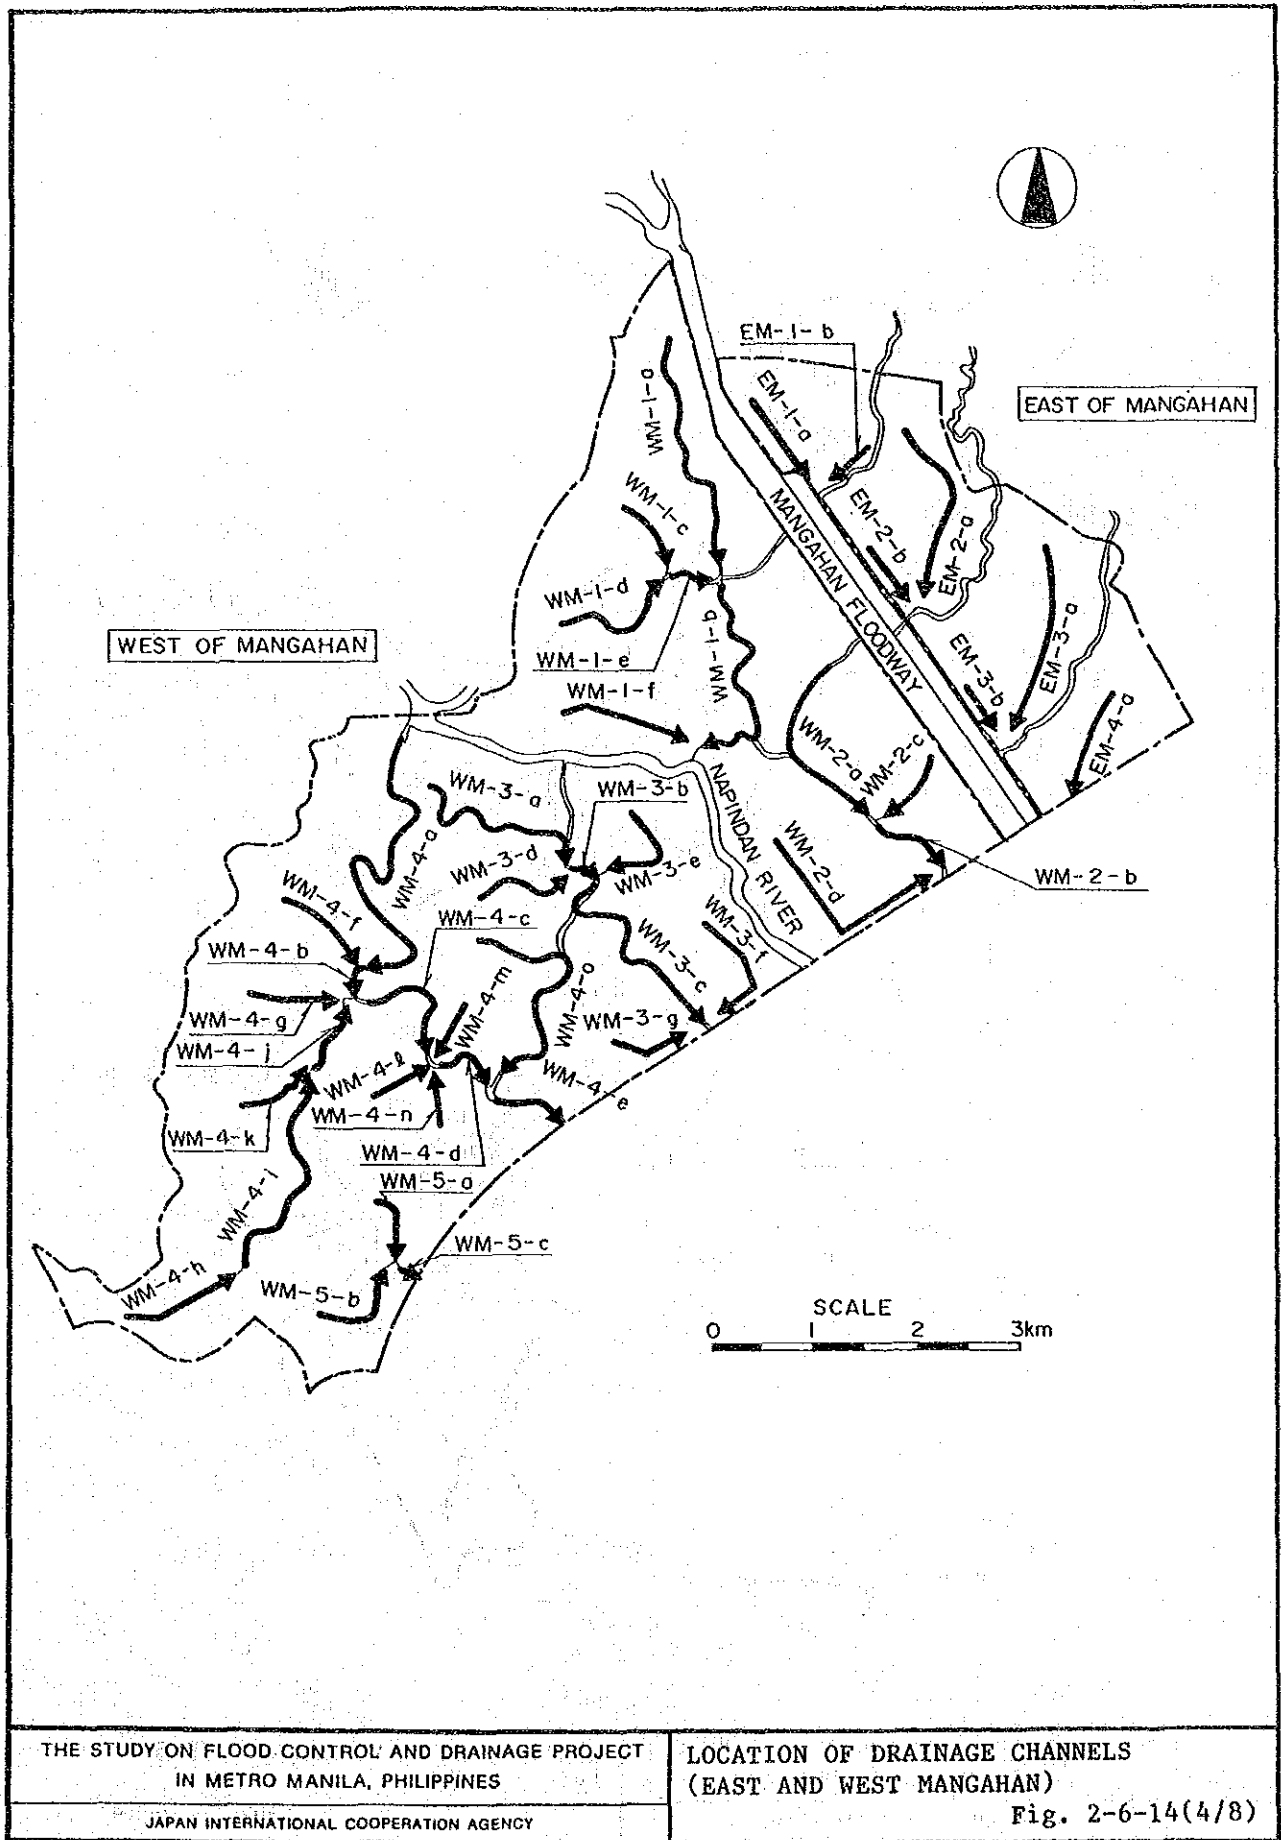 EM-1-b
EAST OF MANGAHAN
EM-1-a
WM-1-a
WM-1-c
EM-2-b
EM-2-a
MANGAHAN FLOODWAY
WM-1-d
WM-1-b
EM-3-a
WEST OF MANGAHAN
WM-1-e
EM-3-b
WM-1-f
EM-4-a
WM-2-a
WM-2-c
NAPINDAN RIVER
WM-3-a
WM-3-b
WM-4-a
WM-3-d
WM-3-e
WM-2-d
WM-2-b
WM-4-f
WM-4-c
WM-3-f
WM-4-b
WM-3-c
WM-4-m
WM-4-o
WM-4-g
WM-3-g
WM-4-j
WM-4-l
WM-4-e
WM-4-n
WM-4-k
WM-4-d
WM-5-a
WM-4-i
WM-5-c
WM-4-h
WM-5-b
SCALE
0 1 2 3km
THE STUDY ON FLOOD CONTROL AND DRAINAGE PROJECT
IN METRO MANILA, PHILIPPINES
JAPAN INTERNATIONAL COOPERATION AGENCY
LOCATION OF DRAINAGE CHANNELS
(EAST AND WEST MANGAHAN)
Fig. 2-6-14(4/8)